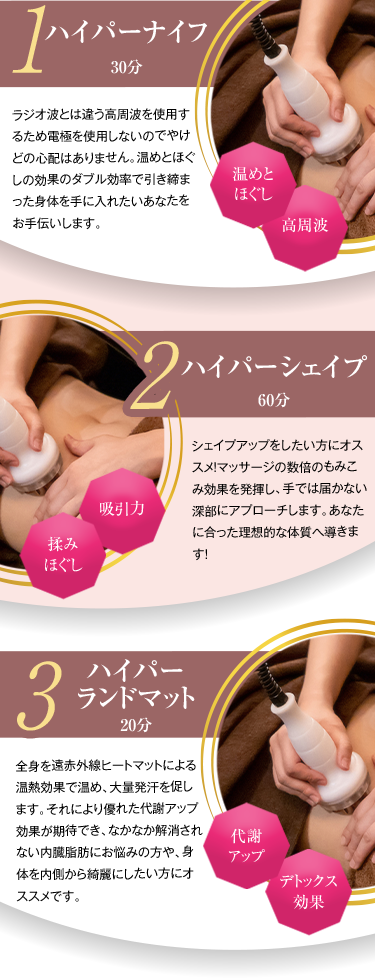 1
ハイパーナイフ
30分
ラジオ波とは違う高周波を使用す
るため電極を使用しないのでやけ
どの心配はありません。温めとほぐ
しの効果のダブル効率で引き締ま
った身体を手に入れたいあなたを
お手伝いします。
温めと
ほぐし
高周波
2
ハイパーシェイプ
60分
シェイプアップをしたい方にオス
スメ!マッサージの数倍のもみこ
み効果を発揮し、手では届かない
深部にアプローチします。あなた
に合った理想的な体質へ導きま
す!
吸引力
揉み
ほぐし
3
ハイパー
ランドマット
20分
全身を遠赤外線ヒートマットによる
温熱効果で温め、大量発汗を促し
ます。それにより優れた代謝アップ
効果が期待でき、なかなか解消され
ない内臓脂肪にお悩みの方や、身
体を内側から綺麗にしたい方にオ
ススメです。
代謝
アップ
デトックス
効果